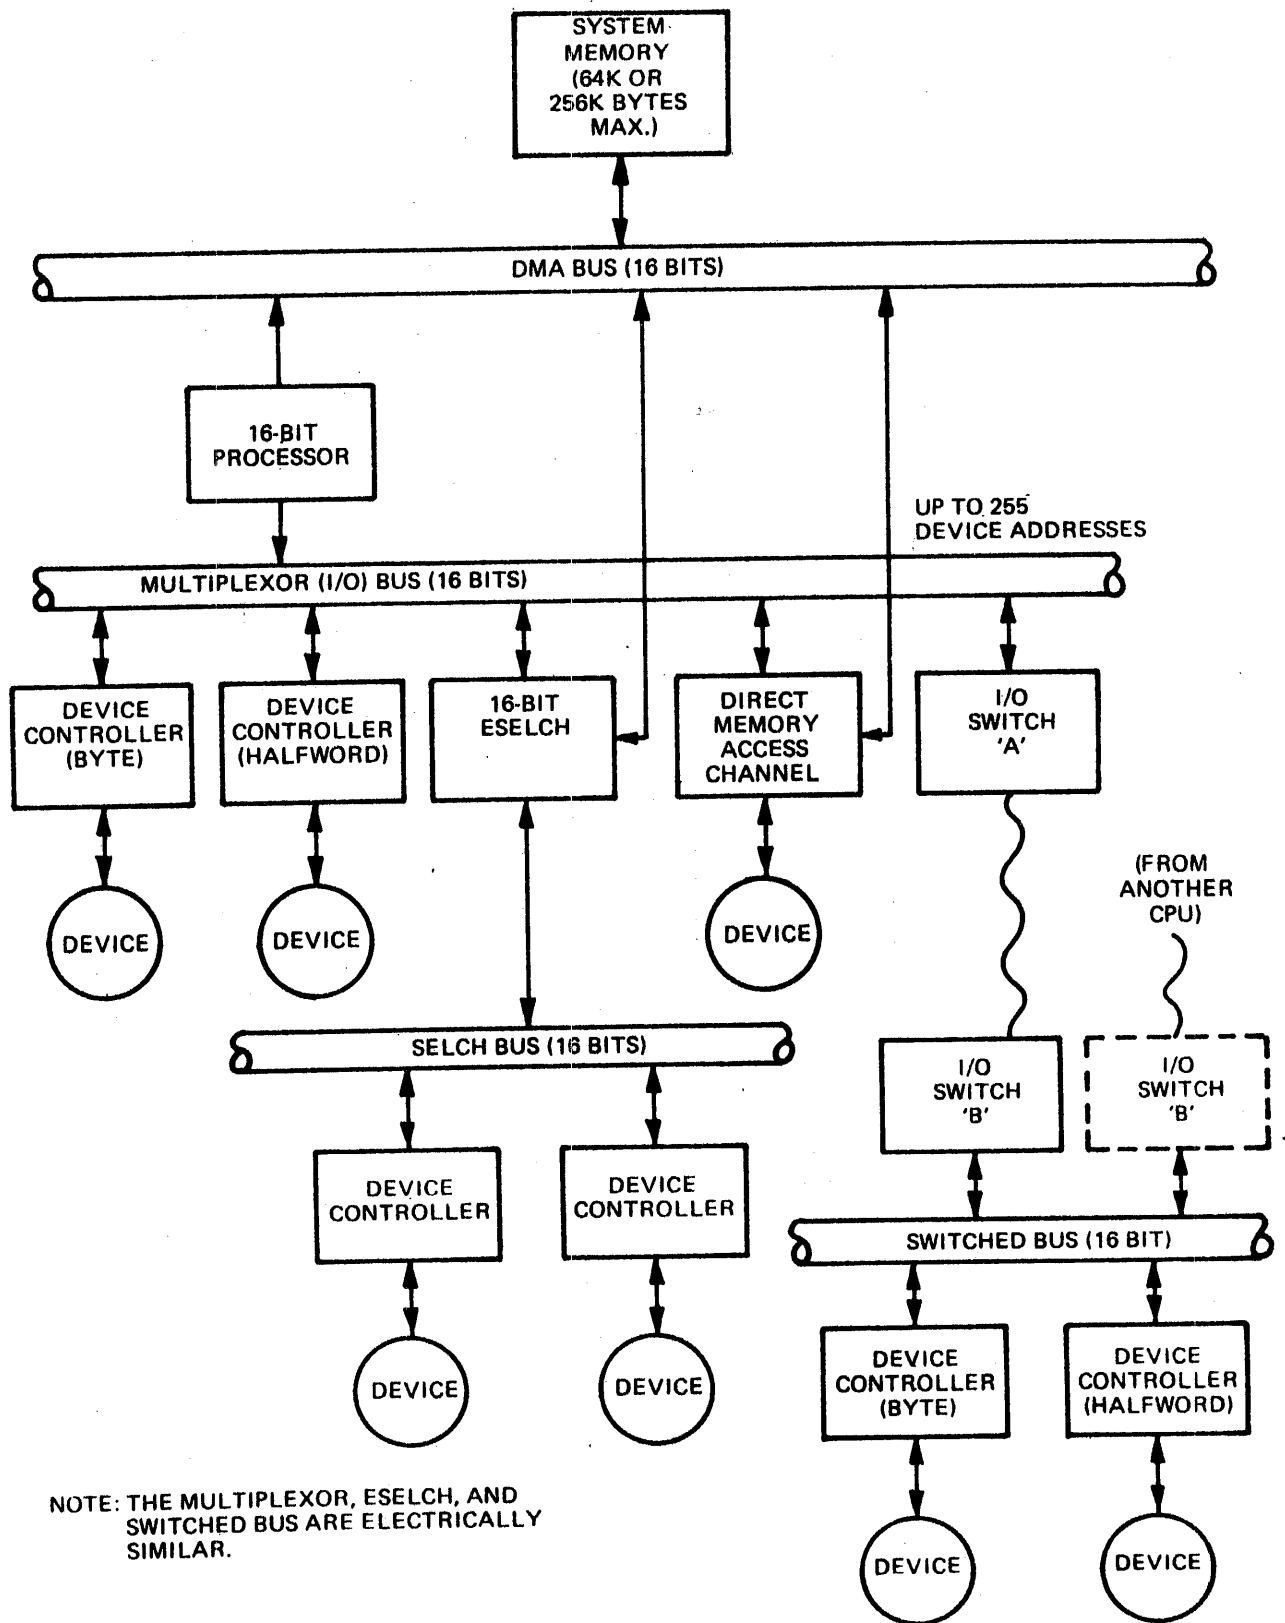 SYSTEM
MEMORY
(64K OR
256K BYTES
MAX.)
DMA BUS (16 BITS)
16-BIT
PROCESSOR
UP TO 255
DEVICE ADDRESSES
MULTIPLEXOR (I/O) BUS (16 BITS)
DEVICE
CONTROLLER
(BYTE)
DEVICE
CONTROLLER
(HALFWORD)
16-BIT
ESELCH
DIRECT
MEMORY
ACCESS
CHANNEL
I/O
SWITCH
'A'
DEVICE
DEVICE
DEVICE
(FROM
ANOTHER
CPU)
SELCH BUS (16 BITS)
I/O
SWITCH
'B'
I/O
SWITCH
'B'
DEVICE
CONTROLLER
DEVICE
CONTROLLER
SWITCHED BUS (16 BIT)
DEVICE
DEVICE
DEVICE
CONTROLLER
(BYTE)
DEVICE
CONTROLLER
(HALFWORD)
DEVICE
DEVICE
NOTE: THE MULTIPLEXOR, ESELCH, AND
SWITCHED BUS ARE ELECTRICALLY
SIMILAR.